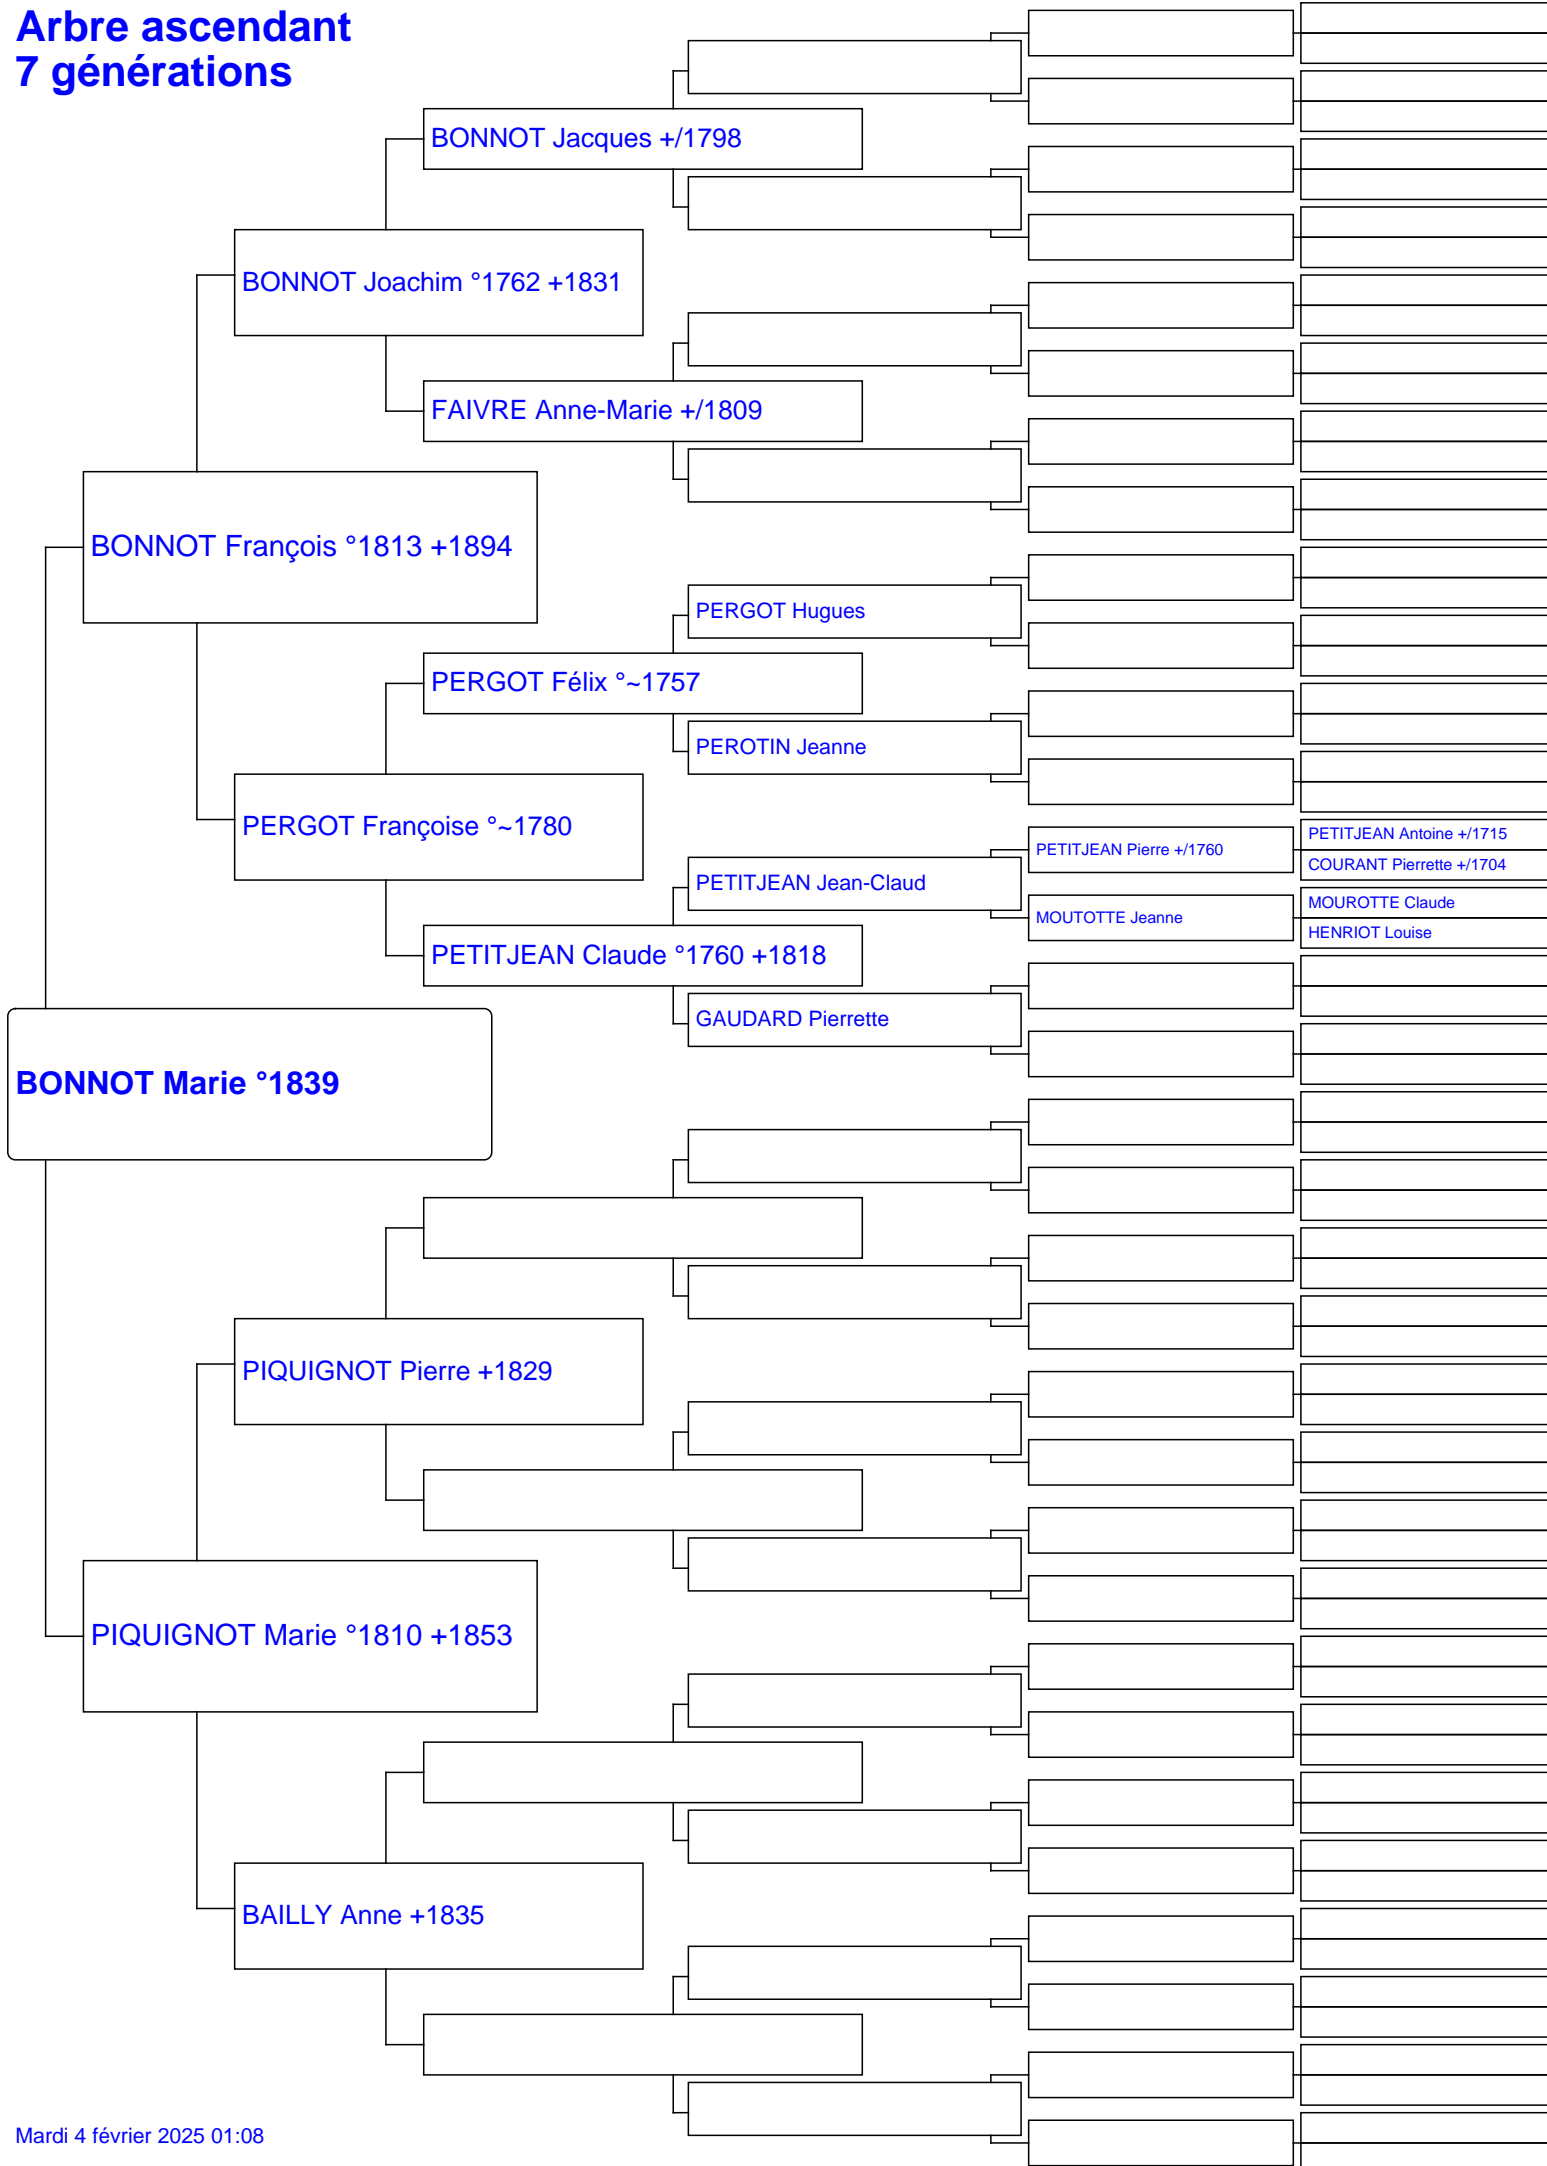 Arbre ascendant
7 générations
BONNOT Jacques +/1798
BONNOT Joachim °1762 +1831
FAIVRE Anne-Marie +/1809
BONNOT François °1813 +1894
PERGOT Hugues
PERGOT Félix °~1757
PEROTIN Jeanne
PERGOT Françoise °~1780
PETITJEAN Antoine +/1715
PETITJEAN Pierre +/1760
COURANT Pierrette +/1704
PETITJEAN Jean-Claud
MOUROTTE Claude
MOUTOTTE Jeanne
HENRIOT Louise
PETITJEAN Claude °1760 +1818
GAUDARD Pierrette
BONNOT Marie °1839
PIQUIGNOT Pierre +1829
PIQUIGNOT Marie °1810 +1853
BAILLY Anne +1835
Mardi 4 février 2025 01:08